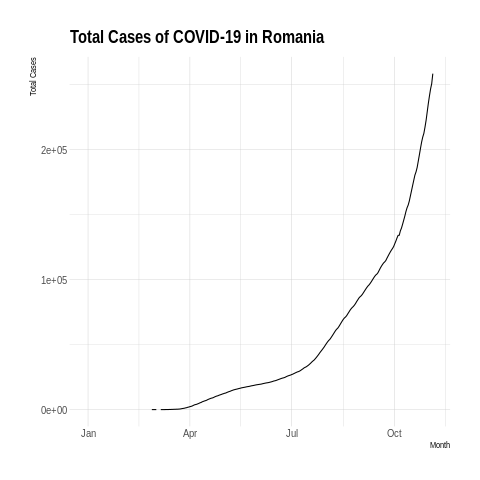 Total Cases of COVID-19 in Romania
Total Cases
2e+05
1e+05
0e+00
Jan Apr Jul Oct
Month